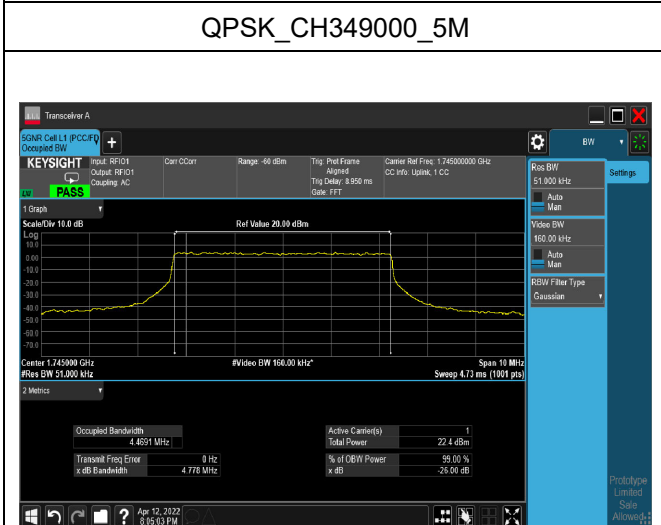 QPSK_CH349000_5M
Transceiver A
5GNR Cell L1 (PCC/FD
Occupied BW
+
BW
KEYSIGHT
Input: RFIO1
Output: RFIO1
Coupling: AC
Corr CCorr
Range: -60 dBm
Trig: Prot Frame
Aligned
Trig Delay: 8.950 ms
Gate: FFT
Carrier Ref Freq: 1.745000000 GHz
CC Info: Uplink, 1 CC
PASS
Res BW
51.000 kHz
Auto
Man
Settings
Video BW
160.00 kHz
Auto
Man
RBW Filter Type
Gaussian
1 Graph
Scale/Div 10.0 dB
Ref Value 20.00 dBm
Log
10.0
0.00
-10.0
-20.0
-30.0
-40.0
-50.0
-60.0
-70.0
Center 1.745000 GHz
#Video BW 160.00 kHz*
Span 10 MHz
#Res BW 51.000 kHz
Sweep 4.73 ms (1001 pts)
2 Metrics
Occupied Bandwidth
4.4691 MHz
Active Carrier(s) 1
Total Power 22.4 dBm
Transmit Freq Error 0 Hz
x dB Bandwidth 4.778 MHz
% of OBW Power 99.00 %
x dB -26.00 dB
Prototype
Limited
Sale
Allowed
?
Apr 12, 2022
8:05:03 PM